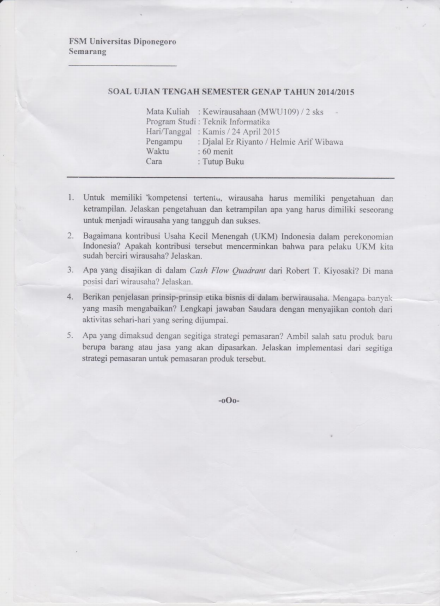 FSM Universitas Diponegoro
Semarang
SOAL UJIAN TENGAH SEMESTER GENAP TAHUN 2014/2015
Mata Kuliah : Kewirausahaan (MWU109) / 2 sks
Program Studi : Teknik Informatika
Hari/Tanggal : Kamis / 24 April 2015
Pengampu : Djalal Er Riyanto / Helmie Arif Wibawa
Waktu : 60 menit
Cara : Tutup Buku
1. Untuk memiliki kompetensi tertentu, wirausaha harus memiliki pengetahuan dan
ketrampilan. Jelaskan pengetahuan dan ketrampilan apa yang harus dimiliki seseorang
untuk menjadi wirausaha yang tangguh dan sukses.
2. Bagaimana kontribusi Usaha Kecil Menengah (UKM) Indonesia dalam perekonomian
Indonesia? Apakah kontribusi tersebut mencerminkan bahwa para pelaku UKM kita
sudah berciri wirausaha? Jelaskan.
3. Apa yang disajikan di dalam Cash Flow Quadrant dari Robert T. Kiyosaki? Di mana
posisi dari wirausaha? Jelaskan.
4. Berikan penjelasan prinsip-prinsip etika bisnis di dalam berwirausaha. Mengapa banyak
yang masih mengabaikan? Lengkapi jawaban Saudara dengan menyajikan contoh dari
aktivitas sehari-hari yang sering dijumpai.
5. Apa yang dimaksud dengan segitiga strategi pemasaran? Ambil salah satu produk baru
berupa barang atau jasa yang akan dipasarkan. Jelaskan implementasi dari segitiga
strategi pemasaran untuk pemasaran produk tersebut.
-oOo-